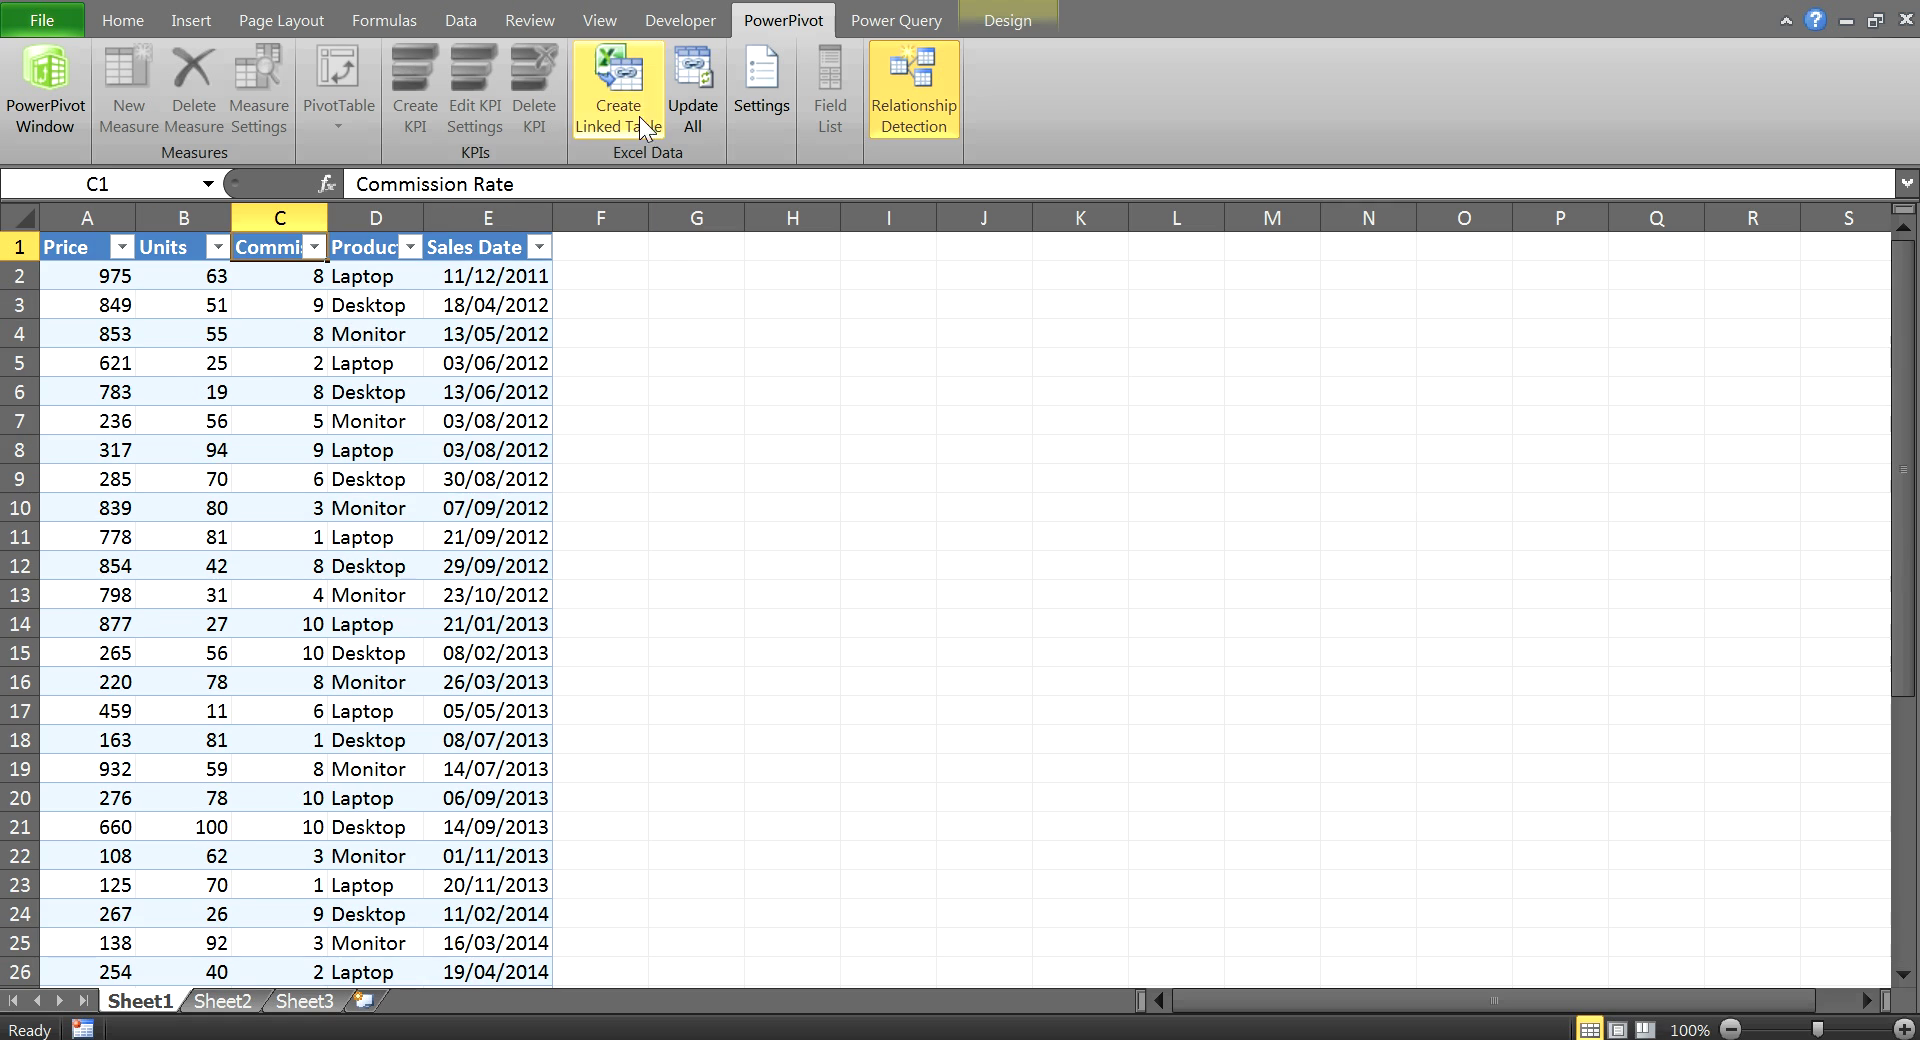 File Home Insert Page Layout Formulas Data Review View Developer PowerPivot Power Query Design
PowerPivot Window New Measure Delete Measure Measure Settings PivotTable Create KPI Edit KPI Settings Delete KPI Create Linked Table Update All Settings Field List Relationship Detection
Measures KPIs Excel Data
C1 fx Commission Rate
A B C D E F G H I J K L M N O P Q R S
1 Price Units Commis Product Sales Date
2 975 63 8 Laptop 11/12/2011
3 849 51 9 Desktop 18/04/2012
4 853 55 8 Monitor 13/05/2012
5 621 25 2 Laptop 03/06/2012
6 783 19 8 Desktop 13/06/2012
7 236 56 5 Monitor 03/08/2012
8 317 94 9 Laptop 03/08/2012
9 285 70 6 Desktop 30/08/2012
10 839 80 3 Monitor 07/09/2012
11 778 81 1 Laptop 21/09/2012
12 854 42 8 Desktop 29/09/2012
13 798 31 4 Monitor 23/10/2012
14 877 27 10 Laptop 21/01/2013
15 265 56 10 Desktop 08/02/2013
16 220 78 8 Monitor 26/03/2013
17 459 11 6 Laptop 05/05/2013
18 163 81 1 Desktop 08/07/2013
19 932 59 8 Monitor 14/07/2013
20 276 78 10 Laptop 06/09/2013
21 660 100 10 Desktop 14/09/2013
22 108 62 3 Monitor 01/11/2013
23 125 70 1 Laptop 20/11/2013
24 267 26 9 Desktop 11/02/2014
25 138 92 3 Monitor 16/03/2014
26 254 40 2 Laptop 19/04/2014
Sheet1 Sheet2 Sheet3
Ready 100%